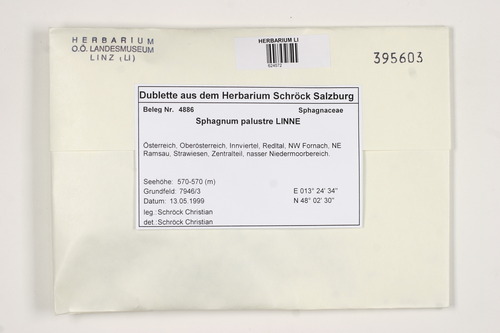 HERBARIUM
O.Ö. LANDESMUSEUM
LINZ (LI)
HERBARIUM LI
395603
Dublette aus dem Herbarium Schröck Salzburg
Beleg Nr. 4886 Sphagnaceae
Sphagnum palustre LINNE
Österreich, Oberösterreich, Innviertel, Redltal, NW Fornach, NE
Ramsau, Strawiesen, Zentralteil, nasser Niedermoorbereich.
Seehöhe: 570-570 (m)
Grundfeld: 7946/3 E 013° 24' 34"
Datum: 13.05.1999 N 48° 02' 30"
leg.:Schröck Christian
det.:Schröck Christian